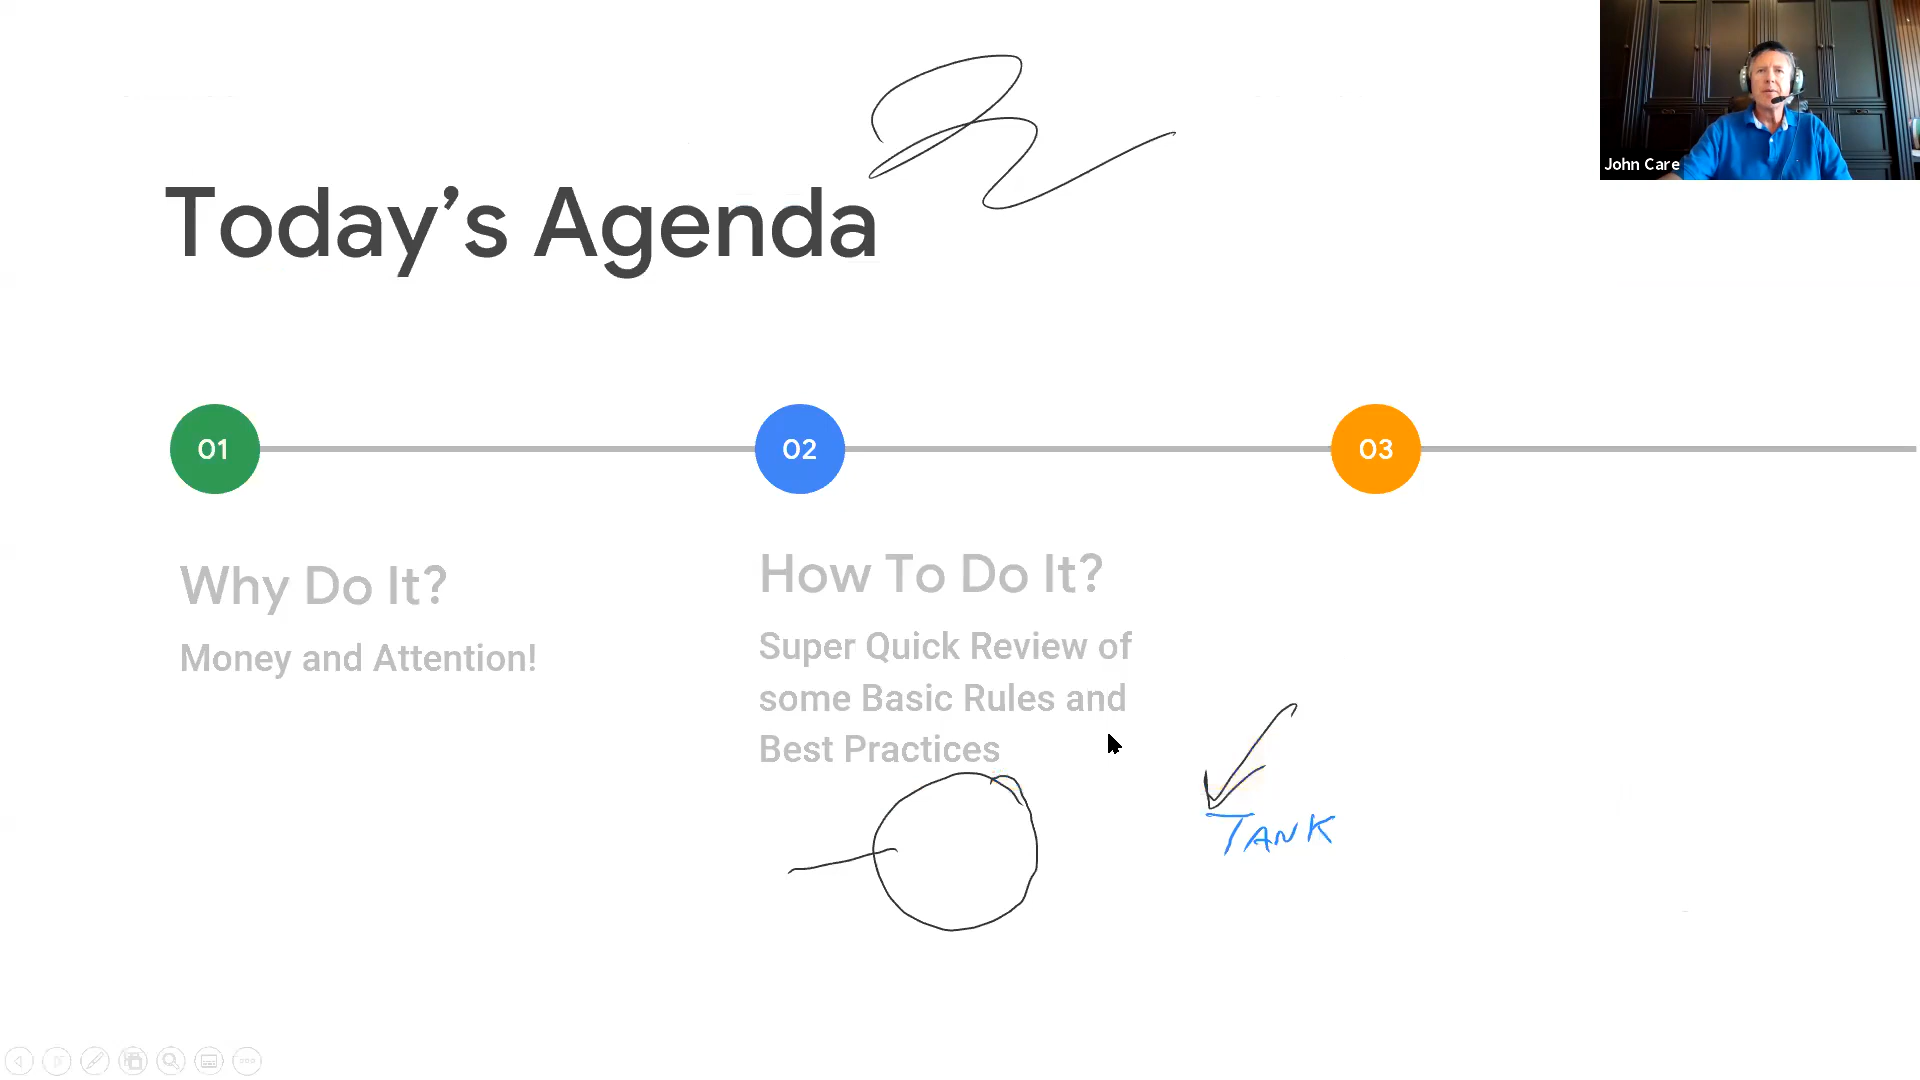 John Care
Today's Agenda
01
02
03
Why Do It?
Money and Attention!
How To Do It?
Super Quick Review of
some Basic Rules and
Best Practices
TANK